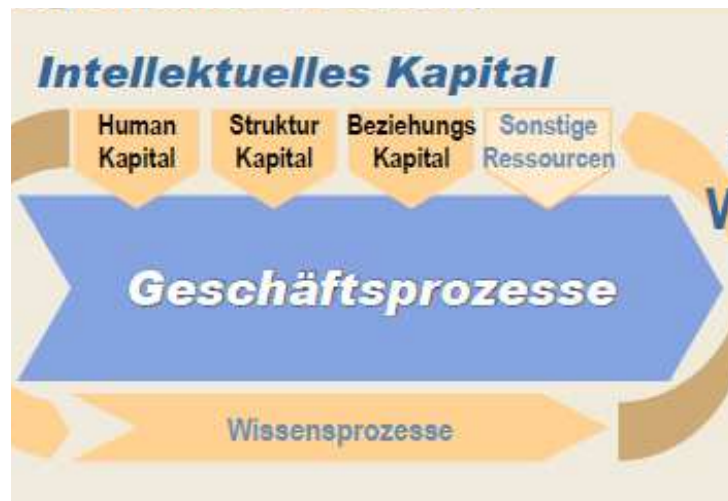 Intellektuelles Kapital
Human
Kapital
Struktur
Kapital
Beziehungs
Kapital
Sonstige
Ressourcen
Geschäftsprozesse
Wissensprozesse